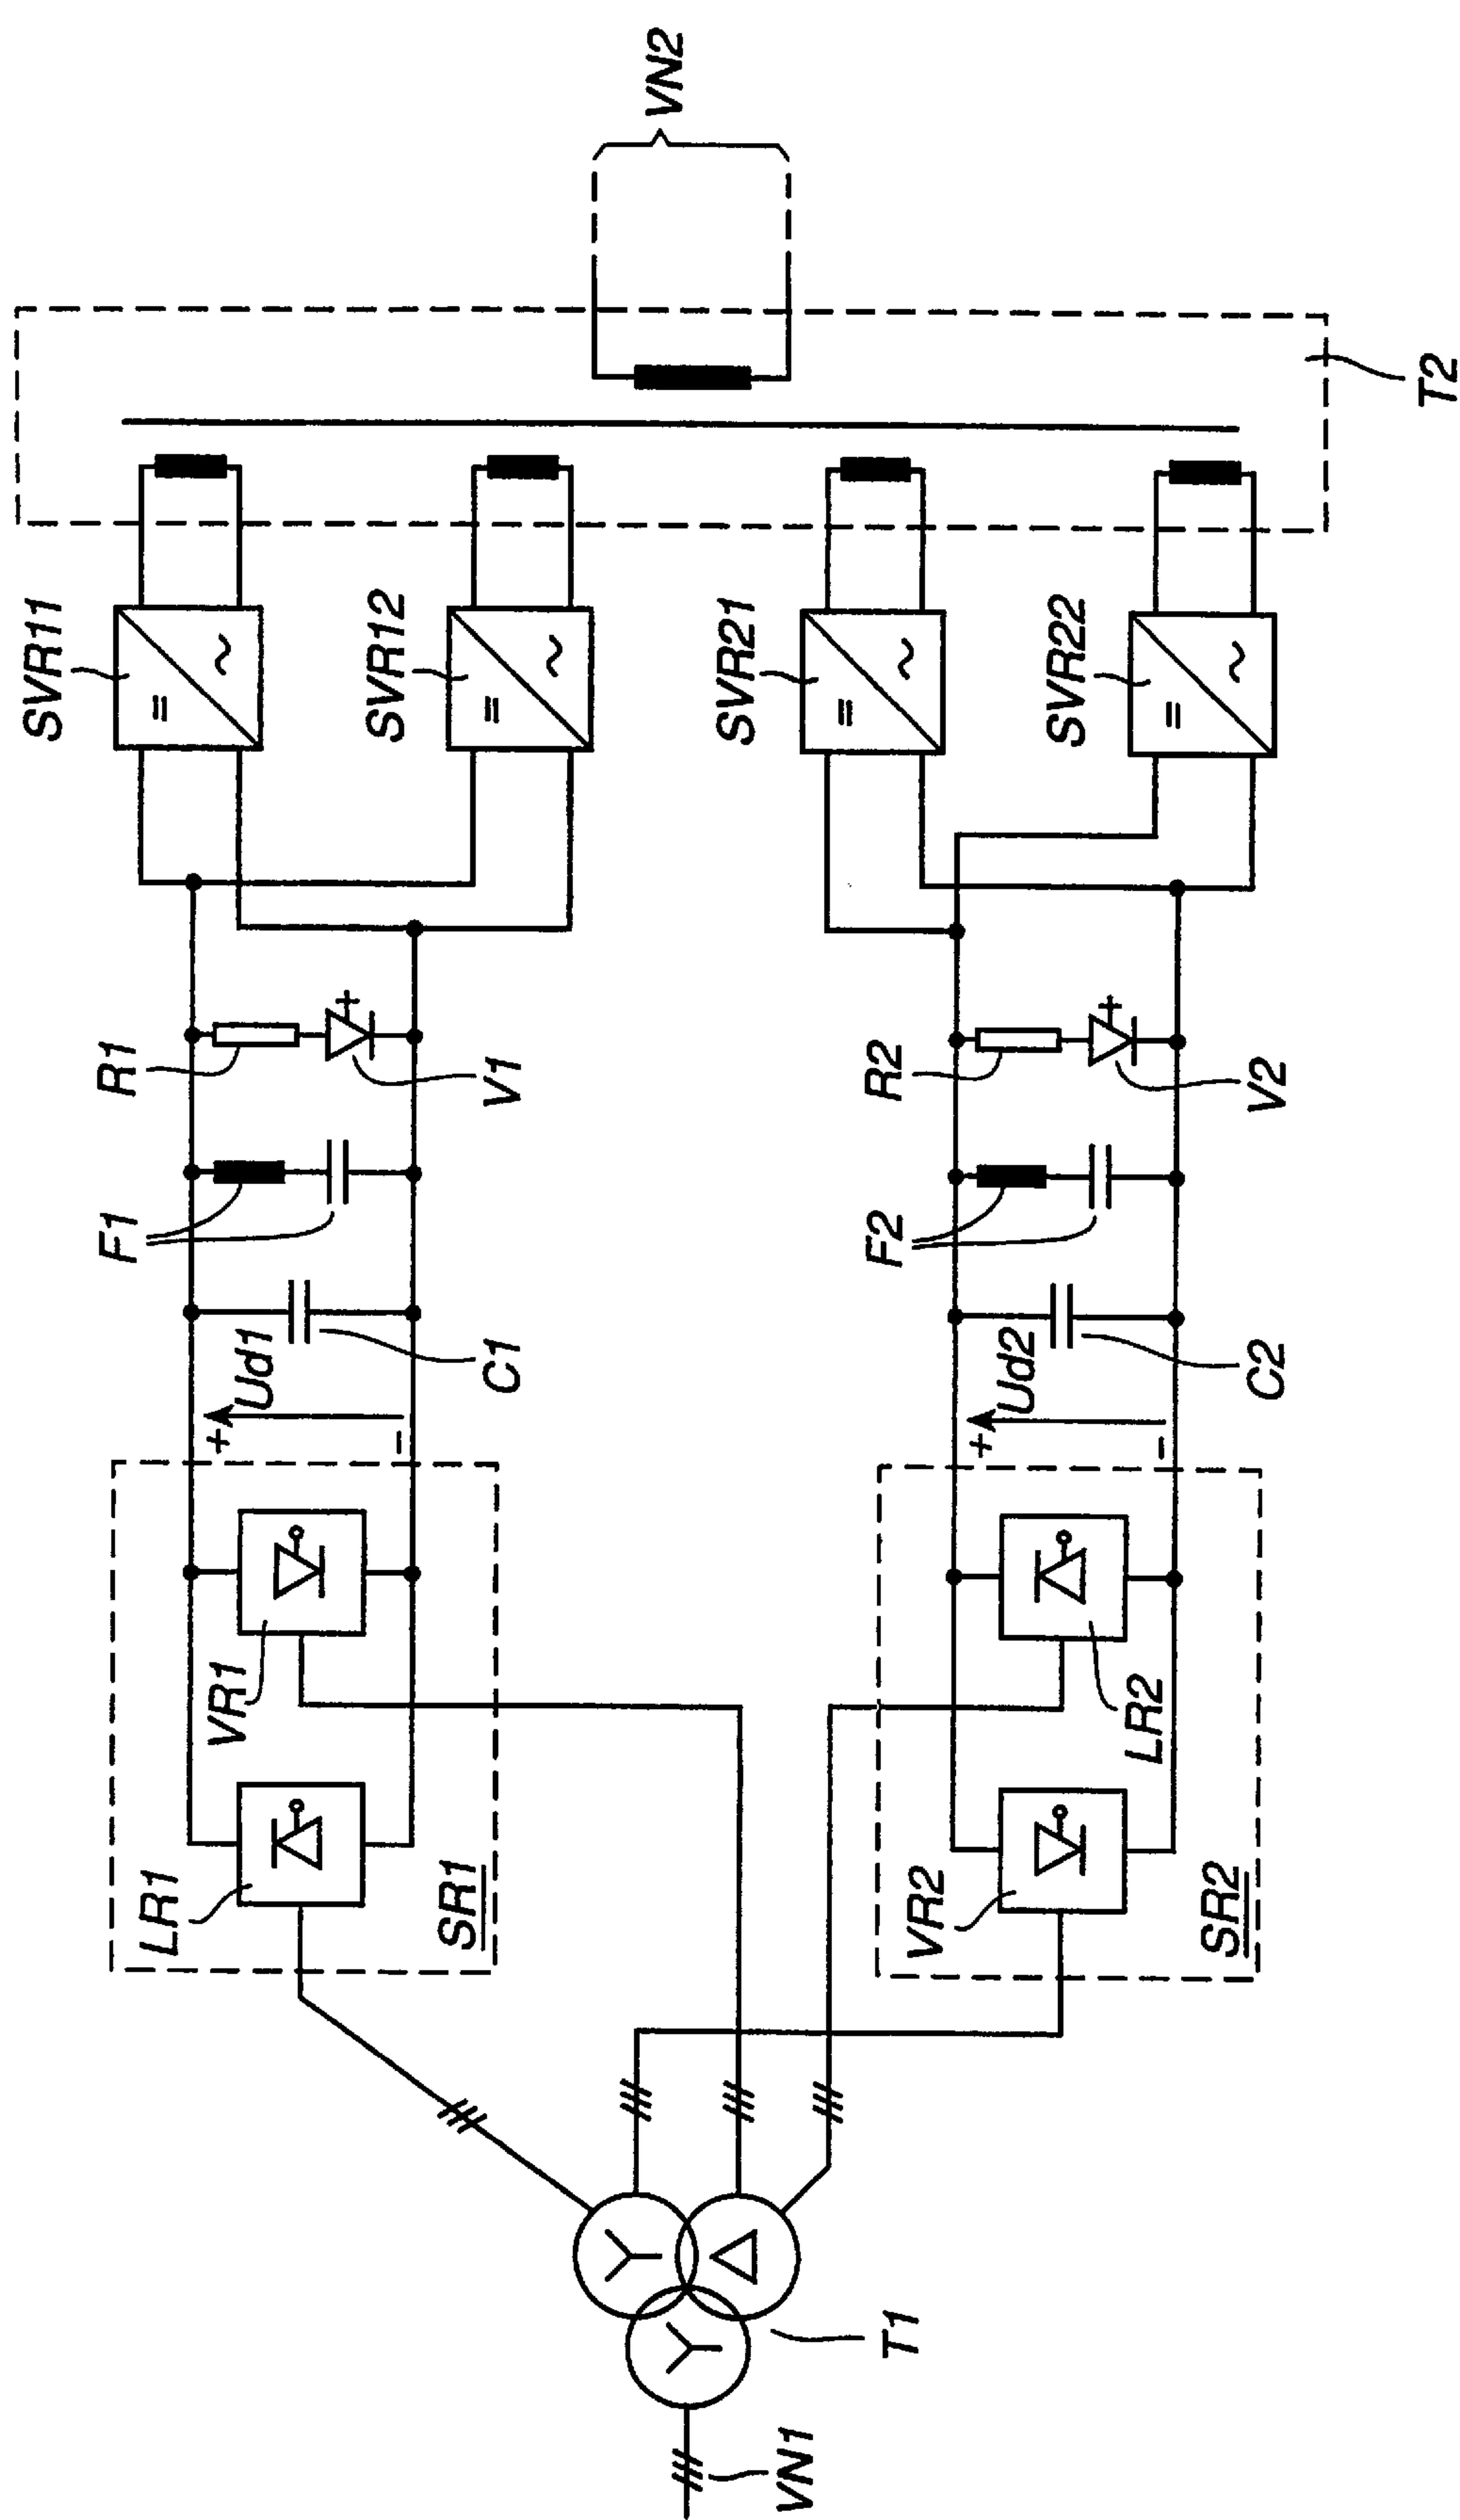 VN2
T2
SVR11
SVR12
SVR21
SVR22
= ~
= ~
= ~
= ~
R1
V1
R2
V2
+
+
F1
F2
C1
C2
Ud1
Ud2
+ −
+ −
VR1
LR2
LR1
SR1
VR2
SR2
T1
VN1